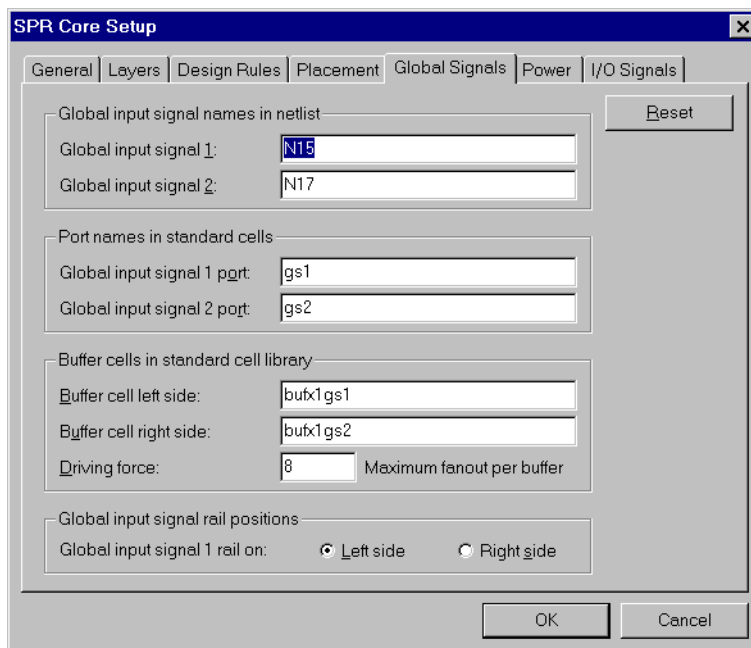 SPR Core Setup
General Layers Design Rules Placement Global Signals Power I/O Signals
Global input signal names in netlist
Reset
Global input signal 1: N15
Global input signal 2: N17
Port names in standard cells
Global input signal 1 port: gs1
Global input signal 2 port: gs2
Buffer cells in standard cell library
Buffer cell left side: bufx1gs1
Buffer cell right side: bufx1gs2
Driving force: 8 Maximum fanout per buffer
Global input signal rail positions
Global input signal 1 rail on: Left side Right side
OK Cancel